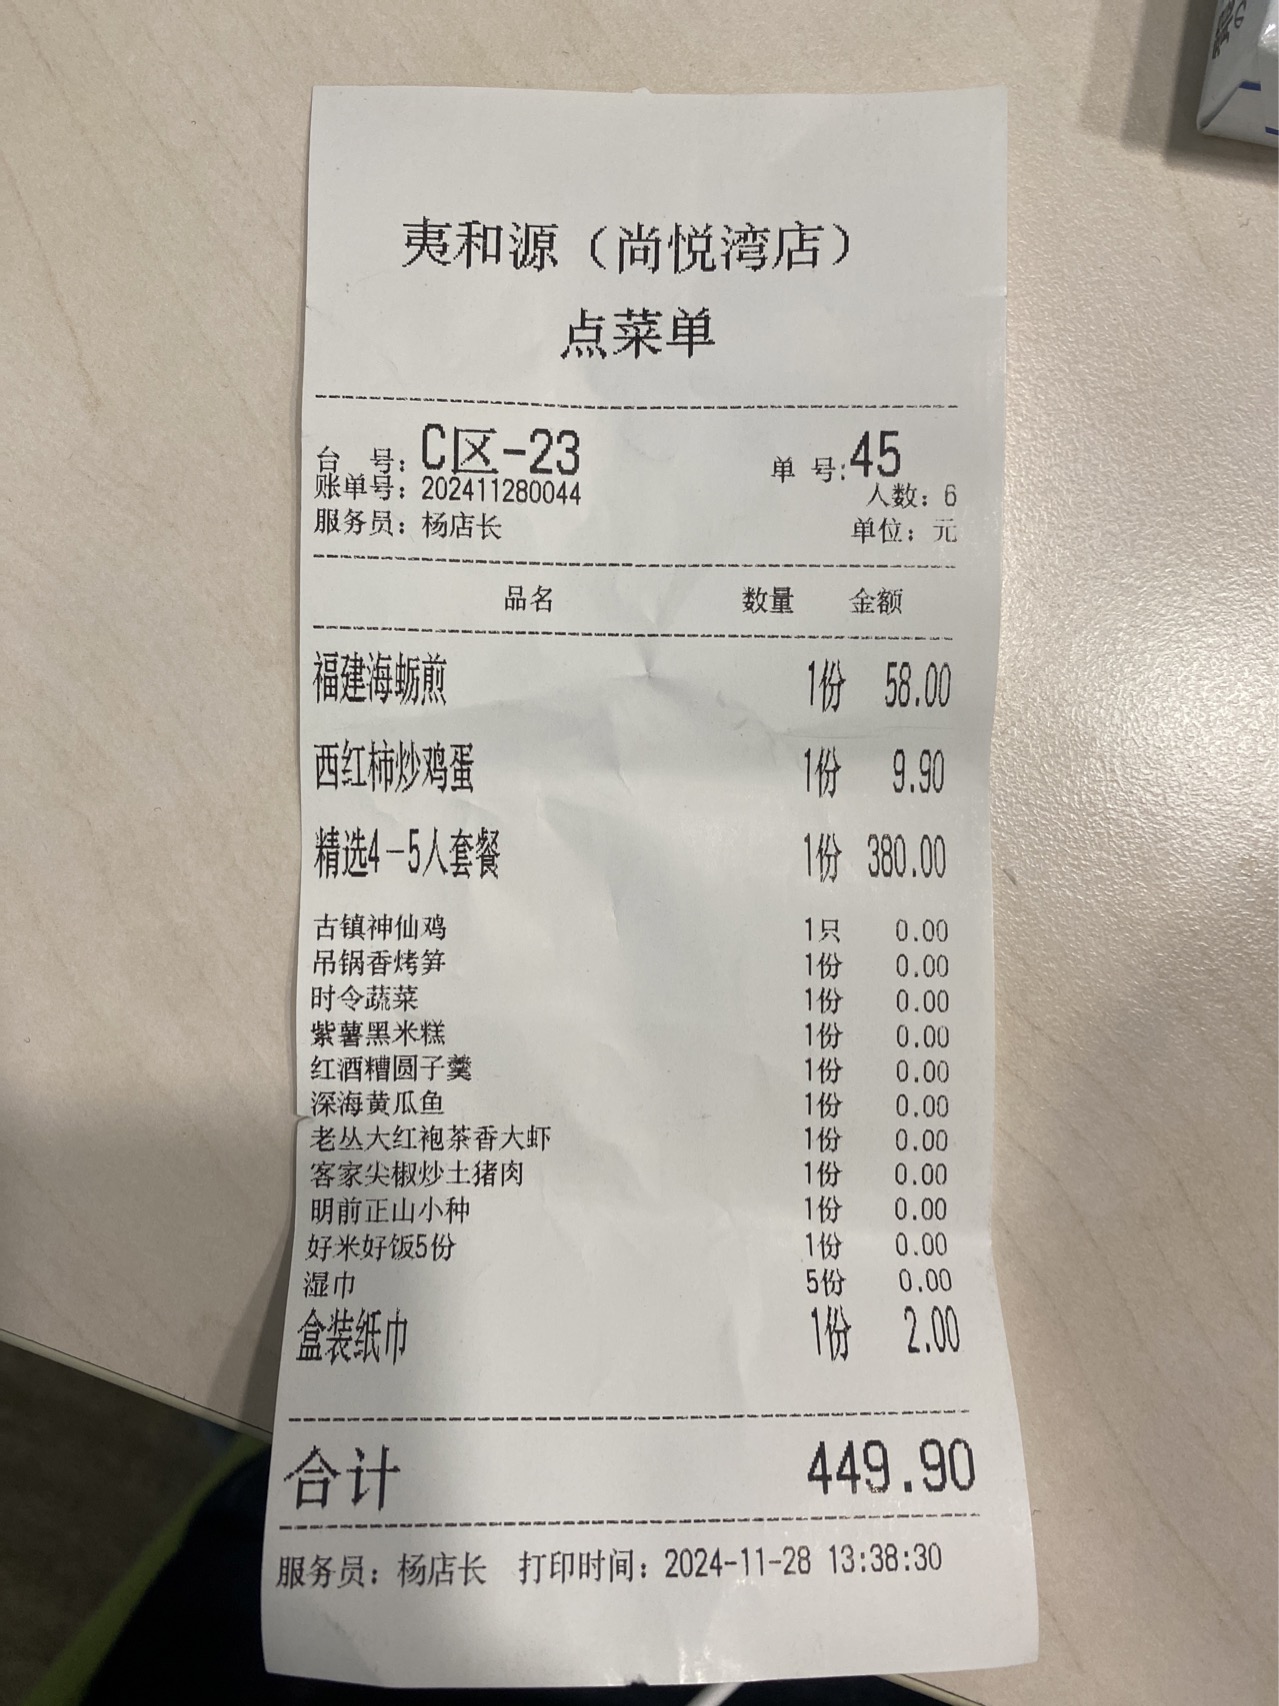 夷和源（尚悦湾店）
点菜单
台 号：C区-23 单 号:45
账单号：202411280044 人数：6
服务员：杨店长 单位：元
品名 数量 金额
福建海蛎煎 1份 58.00
西红柿炒鸡蛋 1份 9.90
精选4-5人套餐 1份 380.00
古镇神仙鸡 1只 0.00
吊锅香烤笋 1份 0.00
时令蔬菜 1份 0.00
紫薯黑米糕 1份 0.00
红酒糟圆子羹 1份 0.00
深海黄瓜鱼 1份 0.00
老丛大红袍茶香大虾 1份 0.00
客家尖椒炒土猪肉 1份 0.00
明前正山小种 1份 0.00
好米好饭5份 1份 0.00
湿巾 5份 0.00
盒装纸巾 1份 2.00
合计 449.90
服务员：杨店长 打印时间：2024-11-28 13:38:30